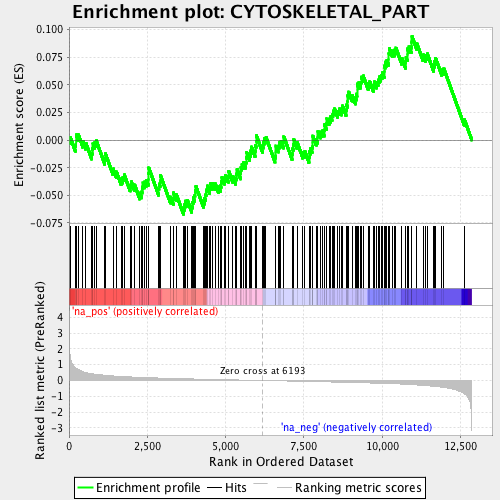 Enrichment plot: CYTOSKELETAL_PART
Enrichment score (ES)
0.100
0.075
0.050
0.025
0.000
-0.025
-0.050
-0.075
'na_pos' (positively correlated)
Ranked list metric (PreRanked)
4
3
2
1
0
-1
-2
-3
Zero cross at 6193
'na_neg' (negatively correlated)
0
2,500
5,000
7,500
10,000
12,500
Rank in Ordered Dataset
Enrichment profile
Hits
Ranking metric scores